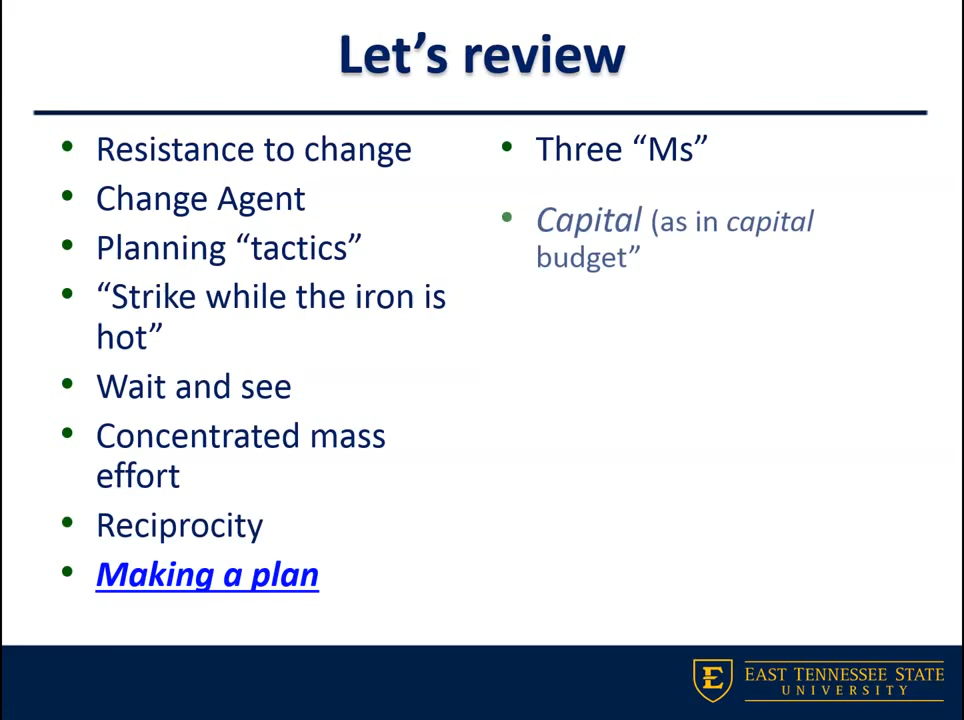 Let’s review
• Resistance to change
• Change Agent
• Planning “tactics”
• “Strike while the iron is
hot”
• Wait and see
• Concentrated mass
effort
• Reciprocity
• Making a plan
• Three “Ms”
• Capital (as in capital
budget”
E
EAST TENNESSEE STATE
UNIVERSITY